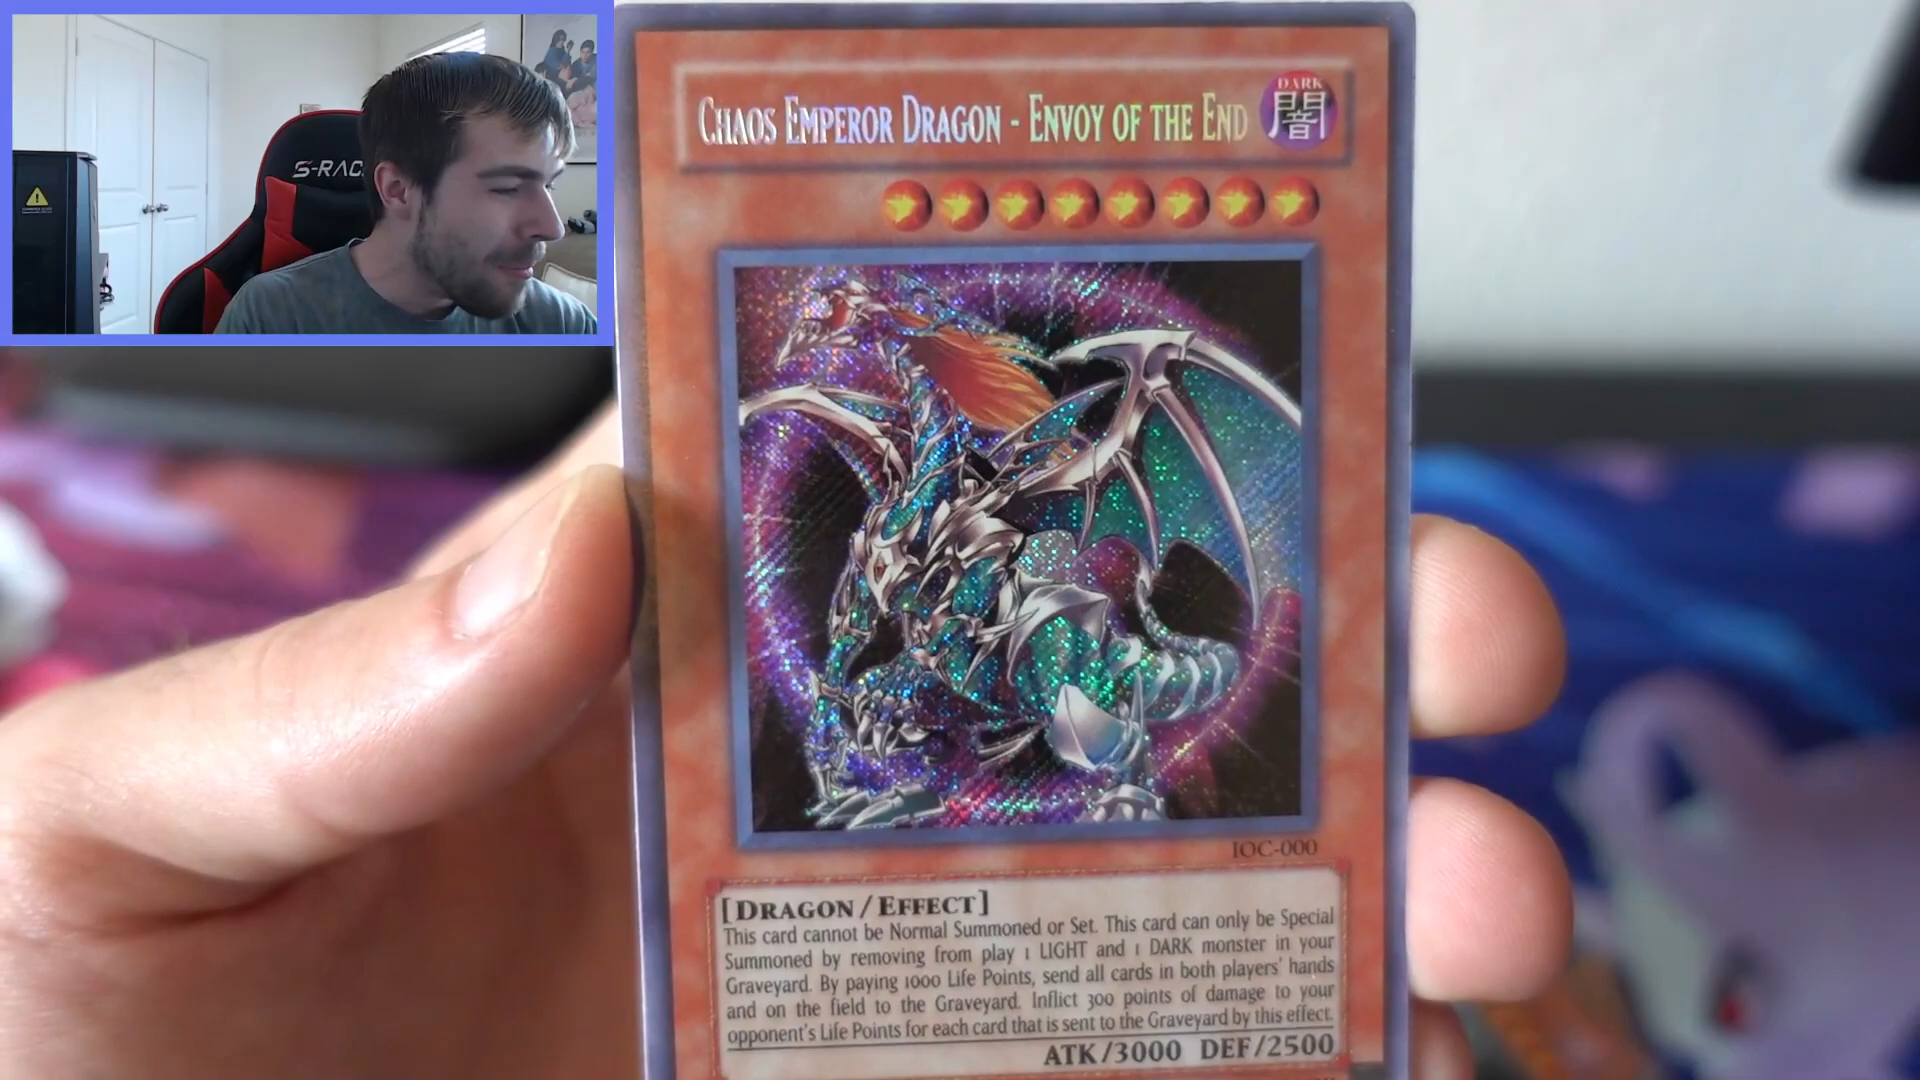 S-RAC
CHAOS EMPEROR DRAGON - ENVOY OF THE END
DARK
闇
IOC-000
[DRAGON/EFFECT]
This card cannot be Normal Summoned or Set. This card can only be Special
Summoned by removing from play 1 LIGHT and 1 DARK monster in your
Graveyard. By paying 1000 Life Points, send all cards in both players' hands
and on the field to the Graveyard. Inflict 300 points of damage to your
opponent's Life Points for each card that is sent to the Graveyard by this effect.
ATK/3000 DEF/2500